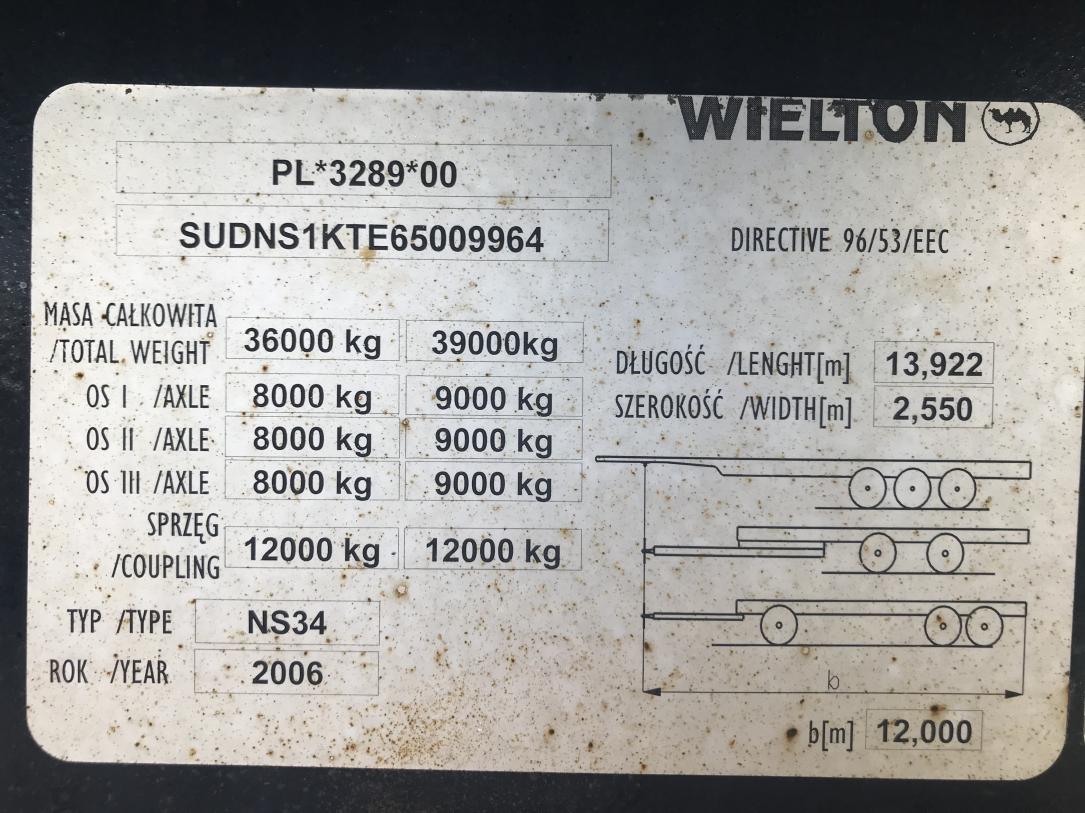 WIELTON
PL*3289*00
SUDNS1KTE65009964
DIRECTIVE 96/53/EEC
MASA CAŁKOWITA
/TOTAL WEIGHT 36000 kg 39000kg
OS I /AXLE 8000 kg 9000 kg
OS II /AXLE 8000 kg 9000 kg
OS III /AXLE 8000 kg 9000 kg
SPRZĘG
/COUPLING 12000 kg 12000 kg
TYP /TYPE NS34
ROK /YEAR 2006
DŁUGOŚĆ /LENGHT[m] 13,922
SZEROKOŚĆ /WIDTH[m] 2,550
b
b[m] 12,000